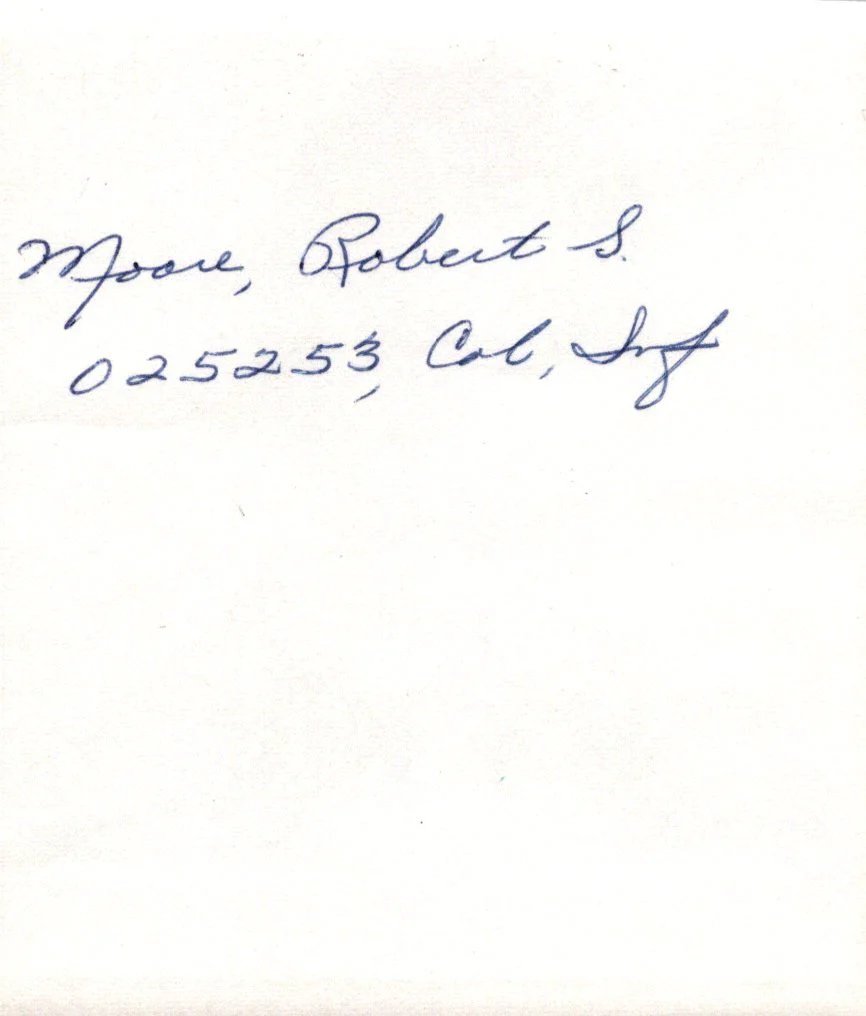 Moore, Robert S.
025253, Col, Inf